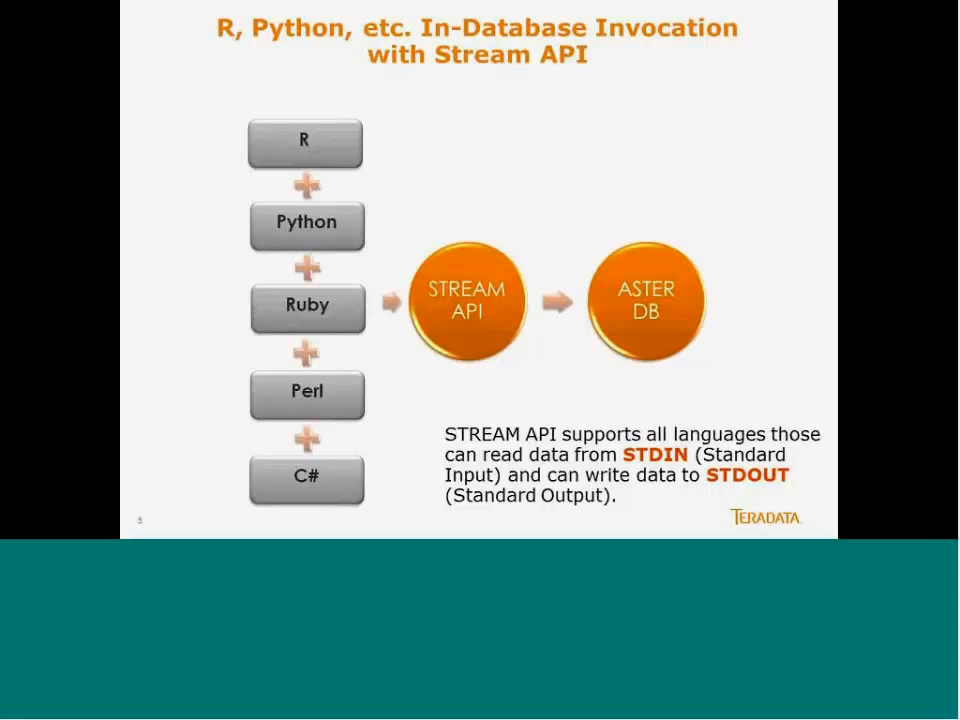 R, Python, etc. In-Database Invocation
with Stream API
R
Python
Ruby
Perl
C#
STREAM
API
ASTER
DB
STREAM API supports all languages those
can read data from STDIN (Standard
Input) and can write data to STDOUT
(Standard Output).
TERADATA